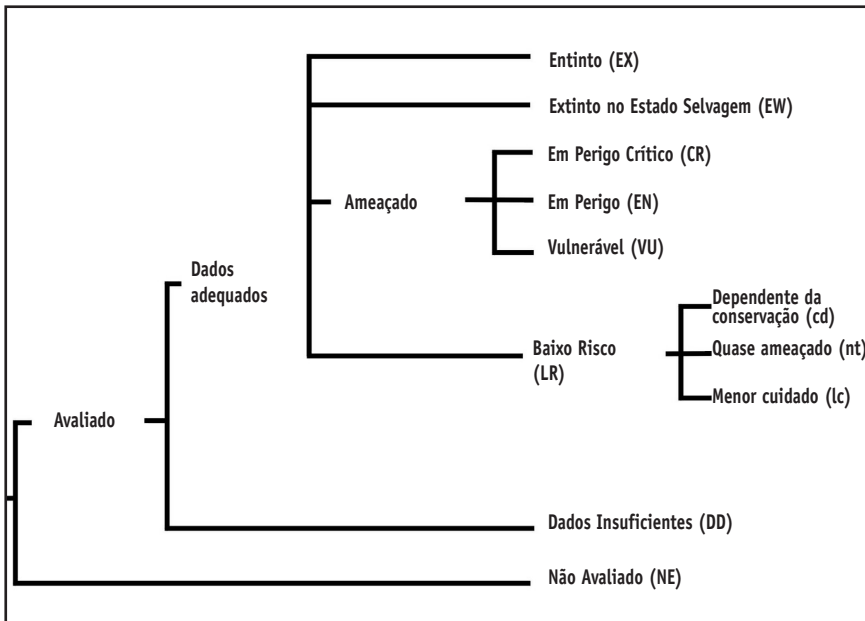 Entinto (EX)
Extinto no Estado Selvagem (EW)
Em Perigo Crítico (CR)
Ameaçado
Em Perigo (EN)
Vulnerável (VU)
Dados
adequados
Dependente da
conservação (cd)
Baixo Risco
(LR)
Quase ameaçado (nt)
Menor cuidado (lc)
Avaliado
Dados Insuficientes (DD)
Não Avaliado (NE)